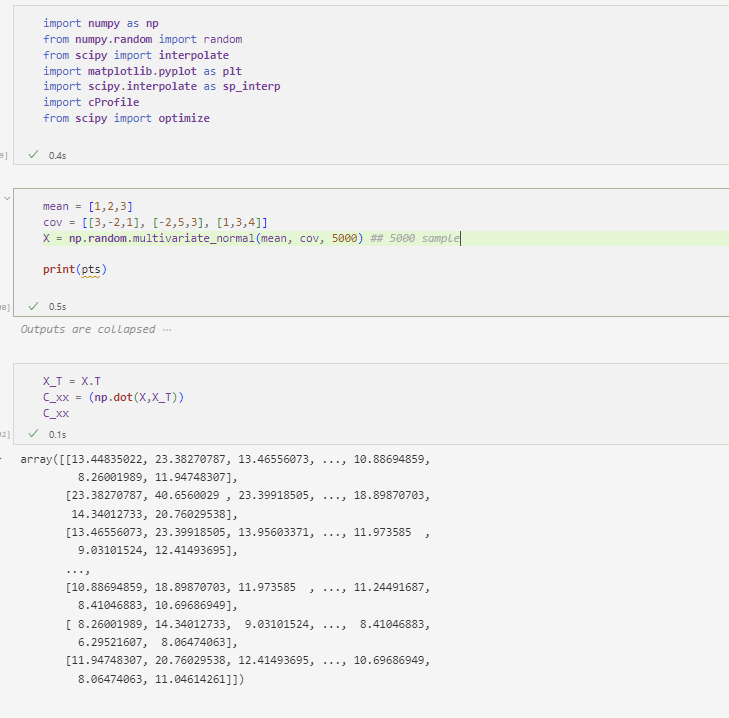 import numpy as np
from numpy.random import random
from scipy import interpolate
import matplotlib.pyplot as plt
import scipy.interpolate as sp_interp
import cProfile
from scipy import optimize
9]
0.4s
mean = [1,2,3]
cov = [[3,-2,1], [-2,5,3], [1,3,4]]
X = np.random.multivariate_normal(mean, cov, 5000) ## 5000 sample
print(pts)
0]
0.5s
Outputs are collapsed ...
X_T = X.T
C_xx = (np.dot(X,X_T))
C_xx
2]
0.1s
array([[13.44835022, 23.38270787, 13.46556073, ..., 10.88694859,
8.26001989, 11.94748307],
[23.38270787, 40.6560029 , 23.39918505, ..., 18.89870703,
14.34012733, 20.76029538],
[13.46556073, 23.39918505, 13.95603371, ..., 11.973585  ,
9.03101524, 12.41493695],
...,
[10.88694859, 18.89870703, 11.973585  , ..., 11.24491687,
8.41046883, 10.69686949],
[ 8.26001989, 14.34012733,  9.03101524, ...,  8.41046883,
6.29521607,  8.06474063],
[11.94748307, 20.76029538, 12.41493695, ..., 10.69686949,
8.06474063, 11.04614261]])